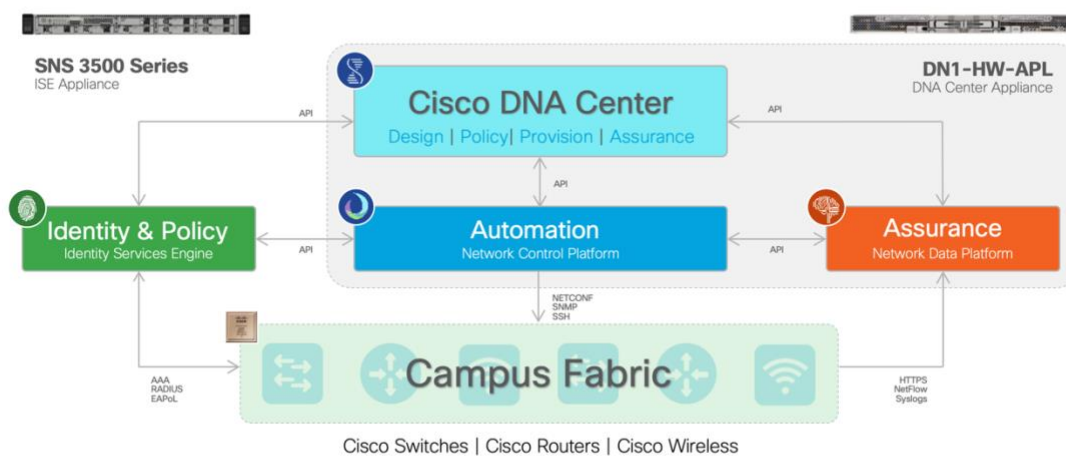 SNS 3500 Series
ISE Appliance
DN1-HW-APL
DNA Center Appliance
Cisco DNA Center
Design | Policy| Provision | Assurance
API
API
API
Identity & Policy
Identity Services Engine
API
Automation
Network Control Platform
API
Assurance
Network Data Platform
NETCONF
SNMP
SSH
Campus Fabric
AAA
RADIUS
EAPoL
HTTPS
NetFlow
Syslogs
Cisco Switches | Cisco Routers | Cisco Wireless